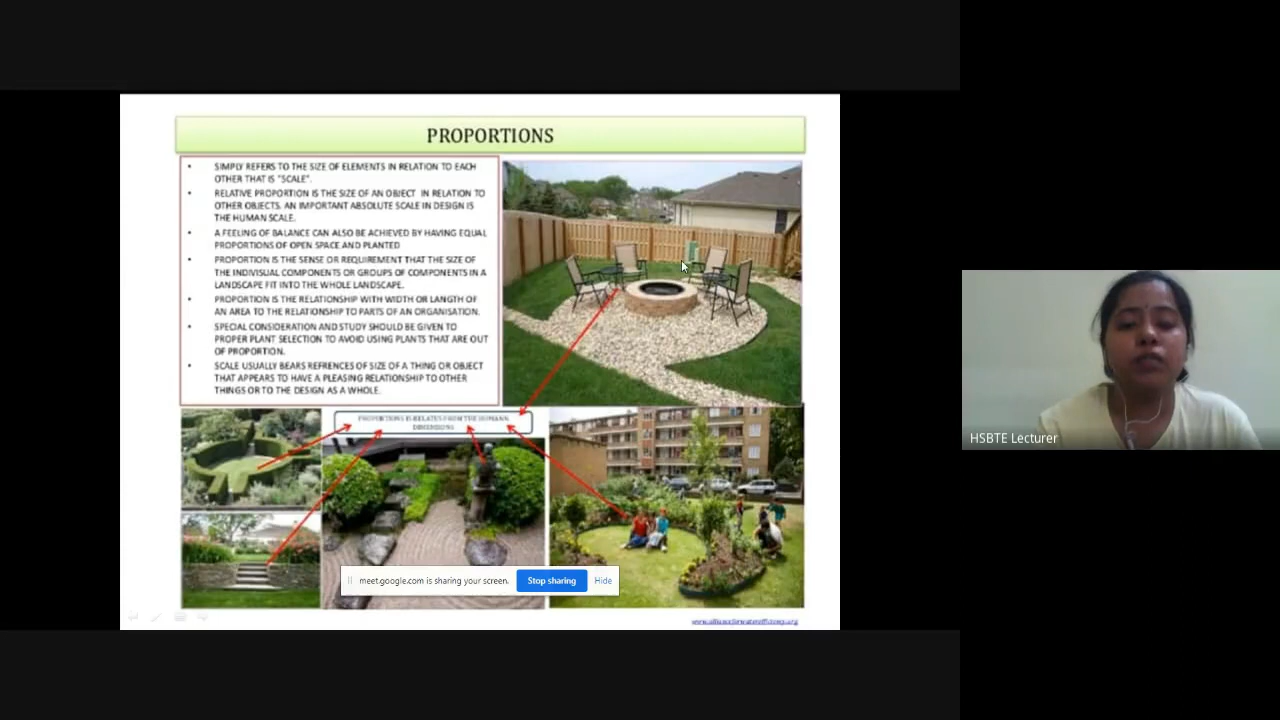 PROPORTIONS
• SIMPLY REFERS TO THE SIZE OF ELEMENTS IN RELATION TO EACH
OTHER THAT IS "SCALE".
• RELATIVE PROPORTION IS THE SIZE OF AN OBJECT IN RELATION TO
OTHER OBJECTS. AN IMPORTANT ABSOLUTE SCALE IN DESIGN IS
THE HUMAN SCALE.
• A FEELING OF BALANCE CAN ALSO BE ACHIEVED BY HAVING EQUAL
PROPORTIONS OF OPEN SPACE AND PLANTED
• PROPORTION IS THE SENSE OR REQUIREMENT THAT THE SIZE OF
THE INDIVISUAL COMPONENTS OR GROUPS OF COMPONENTS IN A
LANDSCAPE FIT INTO THE WHOLE LANDSCAPE.
• PROPORTION IS THE RELATIONSHIP WITH WIDTH OR LANGTH OF
AN AREA TO THE RELATIONSHIP TO PARTS OF AN ORGANISATION.
• SPECIAL CONSIDERATION AND STUDY SHOULD BE GIVEN TO
PROPER PLANT SELECTION TO AVOID USING PLANTS THAT ARE OUT
OF PROPORTION.
• SCALE USUALLY BEARS REFRENCES OF SIZE OF A THING OR OBJECT
THAT APPEARS TO HAVE A PLEASING RELATIONSHIP TO OTHER
THINGS OR TO THE DESIGN AS A WHOLE.
PROPORTIONS IS RELATES FROM THE HUMANN
DIMENSIONS
HSBTE Lecturer
meet.google.com is sharing your screen.
Stop sharing
Hide